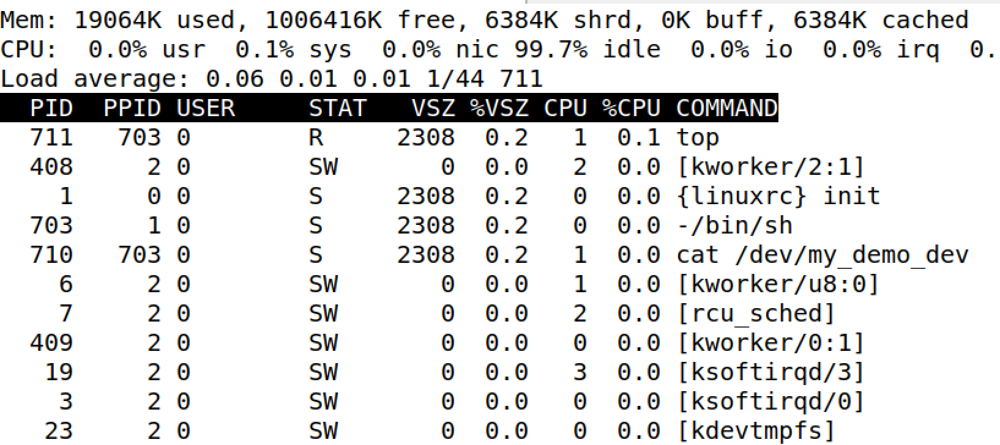 Mem: 19064K used, 1006416K free, 6384K shrd, 0K buff, 6384K cached
CPU:  0.0% usr  0.1% sys  0.0% nic 99.7% idle  0.0% io  0.0% irq  0.
Load average: 0.06 0.01 0.01 1/44 711
  PID  PPID USER     STAT   VSZ %VSZ CPU %CPU COMMAND
  711   703 0        R     2308  0.2   1  0.1 top
  408     2 0        SW       0  0.0   2  0.0 [kworker/2:1]
    1     0 0        S     2308  0.2   0  0.0 {linuxrc} init
  703     1 0        S     2308  0.2   0  0.0 -/bin/sh
  710   703 0        S     2308  0.2   1  0.0 cat /dev/my_demo_dev
    6     2 0        SW       0  0.0   1  0.0 [kworker/u8:0]
    7     2 0        SW       0  0.0   2  0.0 [rcu_sched]
  409     2 0        SW       0  0.0   0  0.0 [kworker/0:1]
   19     2 0        SW       0  0.0   3  0.0 [ksoftirqd/3]
    3     2 0        SW       0  0.0   0  0.0 [ksoftirqd/0]
   23     2 0        SW       0  0.0   0  0.0 [kdevtmpfs]